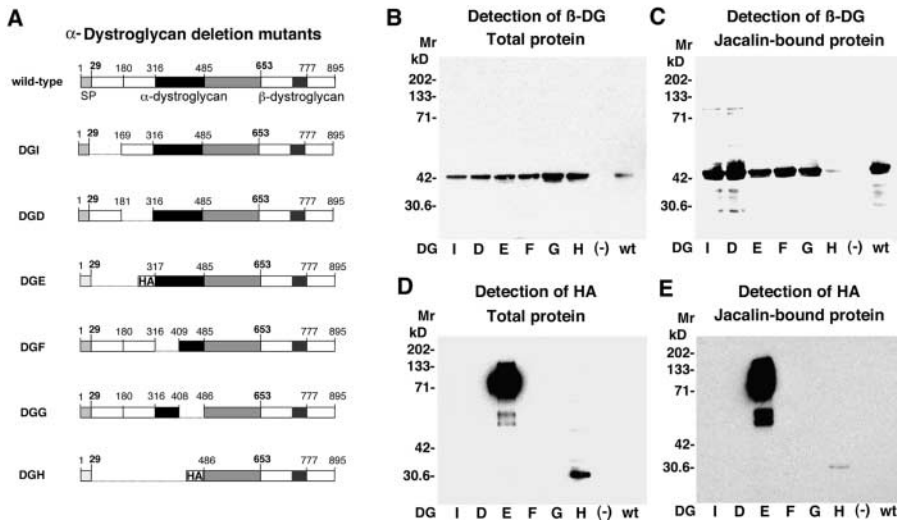 A
α- Dystroglycan deletion mutants
1 29 180 316 485 653 777 895
wild-type
SP α-dystroglycan β-dystroglycan
1 29 169 316 485 653 777 895
DGI
1 29 181 316 485 653 777 895
DGD
1 29 317 485 653 777 895
DGE HA
1 29 180 316 409 485 653 777 895
DGF
1 29 180 316 408 486 653 777 895
DGG
1 29 486 653 777 895
DGH HA
B
Detection of ß-DG
Total protein
Mr
kD
202-
133-
71-
42-
30.6-
DG I D E F G H (-) wt
C
Detection of ß-DG
Jacalin-bound protein
Mr
kD
202-
133-
71-
42-
30.6-
DG I D E F G H (-) wt
D
Detection of HA
Total protein
Mr
kD
202-
133-
71-
42-
30.6-
DG I D E F G H (-) wt
E
Detection of HA
Jacalin-bound protein
Mr
kD
202-
133-
71-
42-
30.6-
DG I D E F G H (-) wt